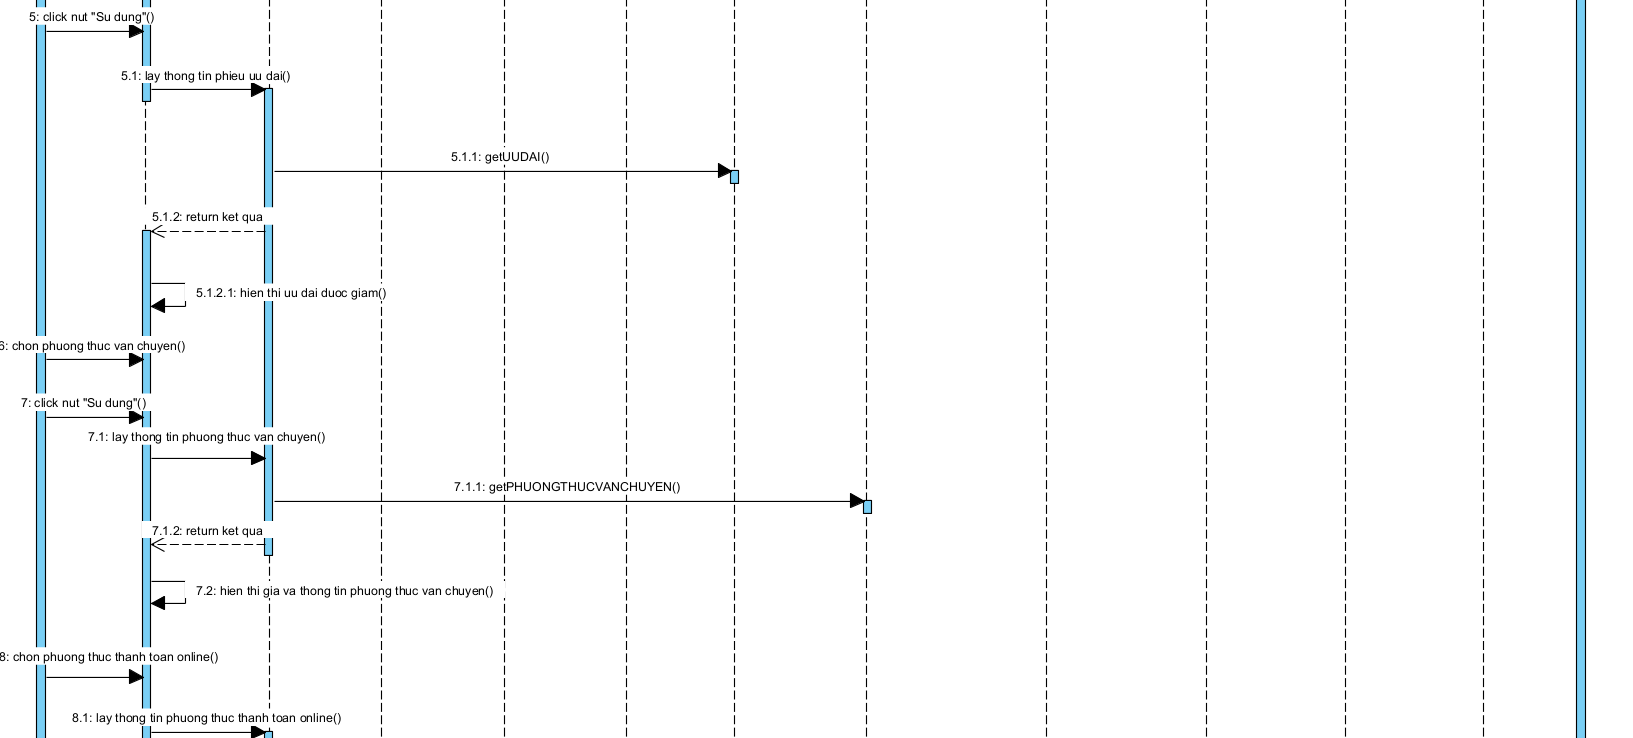 5: click nut "Su dung"()
5.1: lay thong tin phieu uu dai()
5.1.1: getUUDAI()
5.1.2: return ket qua
5.1.2.1: hien thi uu dai duoc giam()
6: chon phuong thuc van chuyen()
7: click nut "Su dung"()
7.1: lay thong tin phuong thuc van chuyen()
7.1.1: getPHUONGTHUCVANCHUYEN()
7.1.2: return ket qua
7.2: hien thi gia va thong tin phuong thuc van chuyen()
8: chon phuong thuc thanh toan online()
8.1: lay thong tin phuong thuc thanh toan online()